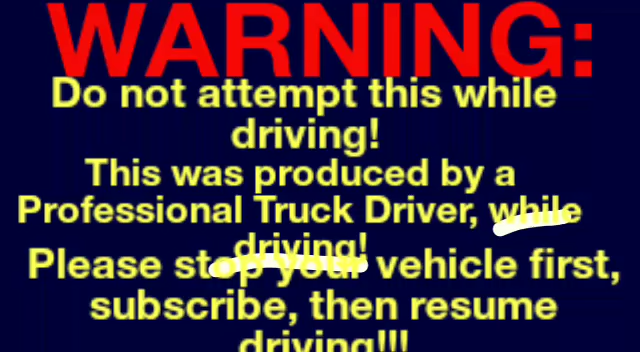 WARNING:
Do not attempt this while
driving!
This was produced by a
Professional Truck Driver, while
driving!
Please stop your vehicle first,
subscribe, then resume
driving!!!